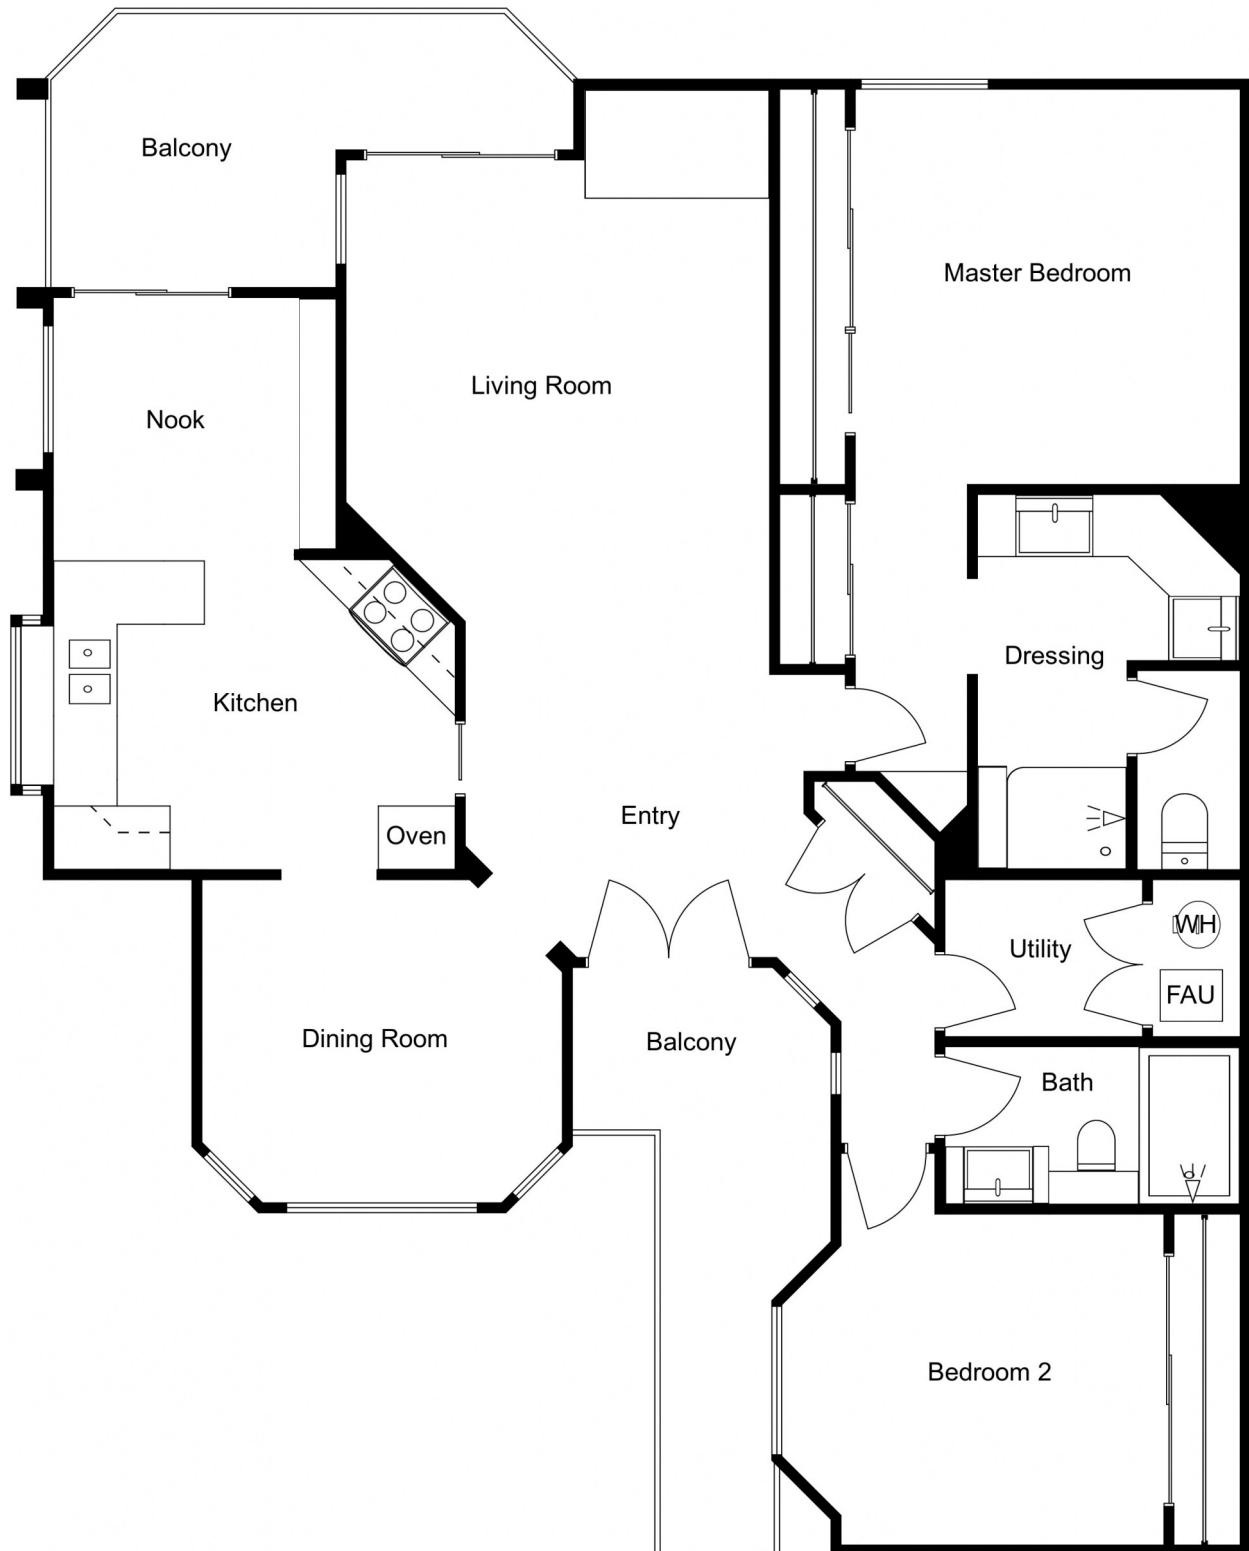 Balcony
Master Bedroom
Living Room
Nook
Dressing
Kitchen
Entry
Oven
WH
Utility
FAU
Dining Room
Balcony
Bath
Bedroom 2